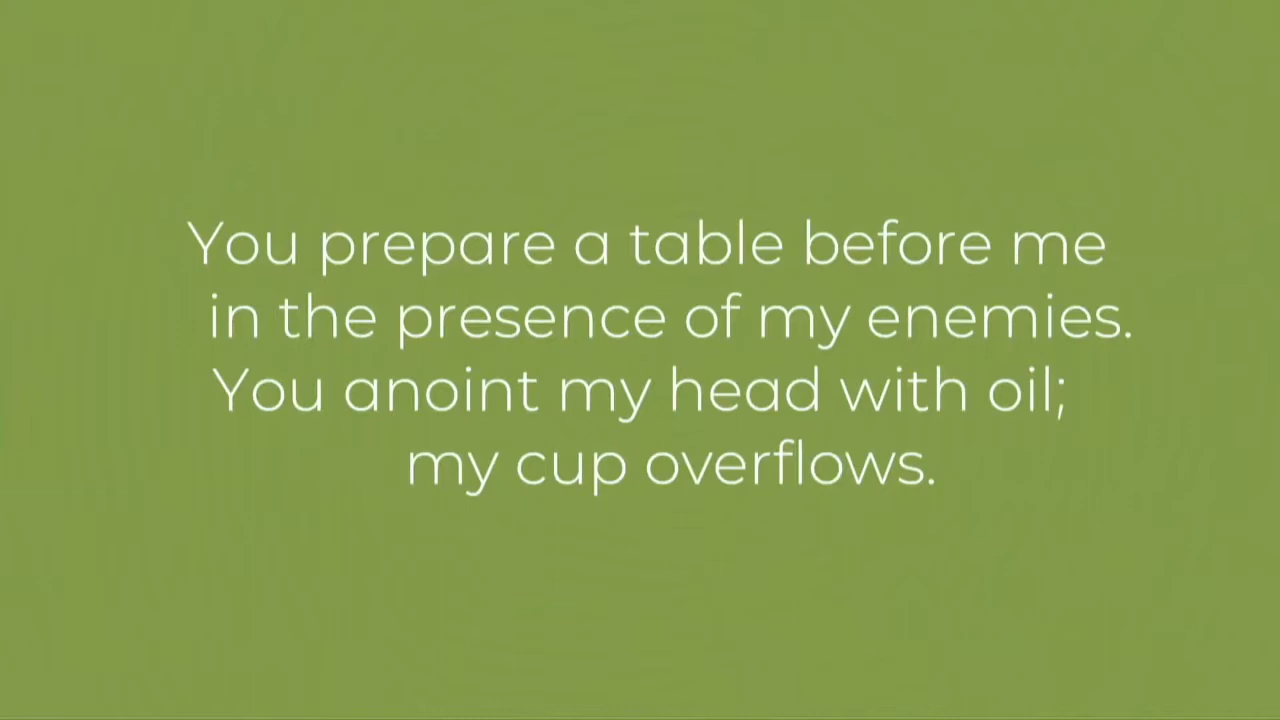 You prepare a table before me
in the presence of my enemies.
You anoint my head with oil;
my cup overflows.